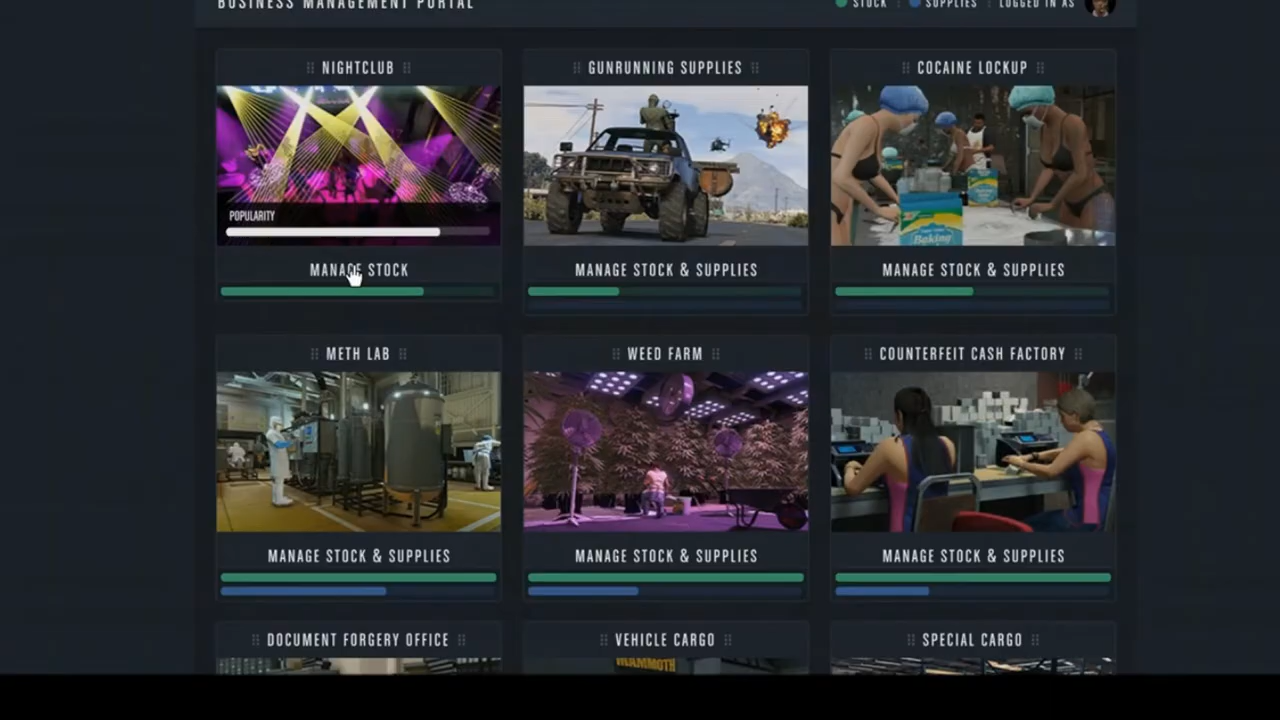 BUSINESS MANAGEMENT PORTAL
STOCK SUPPLIES LOGGED IN AS
NIGHTCLUB GUNRUNNING SUPPLIES COCAINE LOCKUP
POPULARITY
Baking
MANAGE STOCK MANAGE STOCK & SUPPLIES MANAGE STOCK & SUPPLIES
METH LAB WEED FARM COUNTERFEIT CASH FACTORY
MANAGE STOCK & SUPPLIES MANAGE STOCK & SUPPLIES MANAGE STOCK & SUPPLIES
DOCUMENT FORGERY OFFICE VEHICLE CARGO SPECIAL CARGO
MAMMOTH